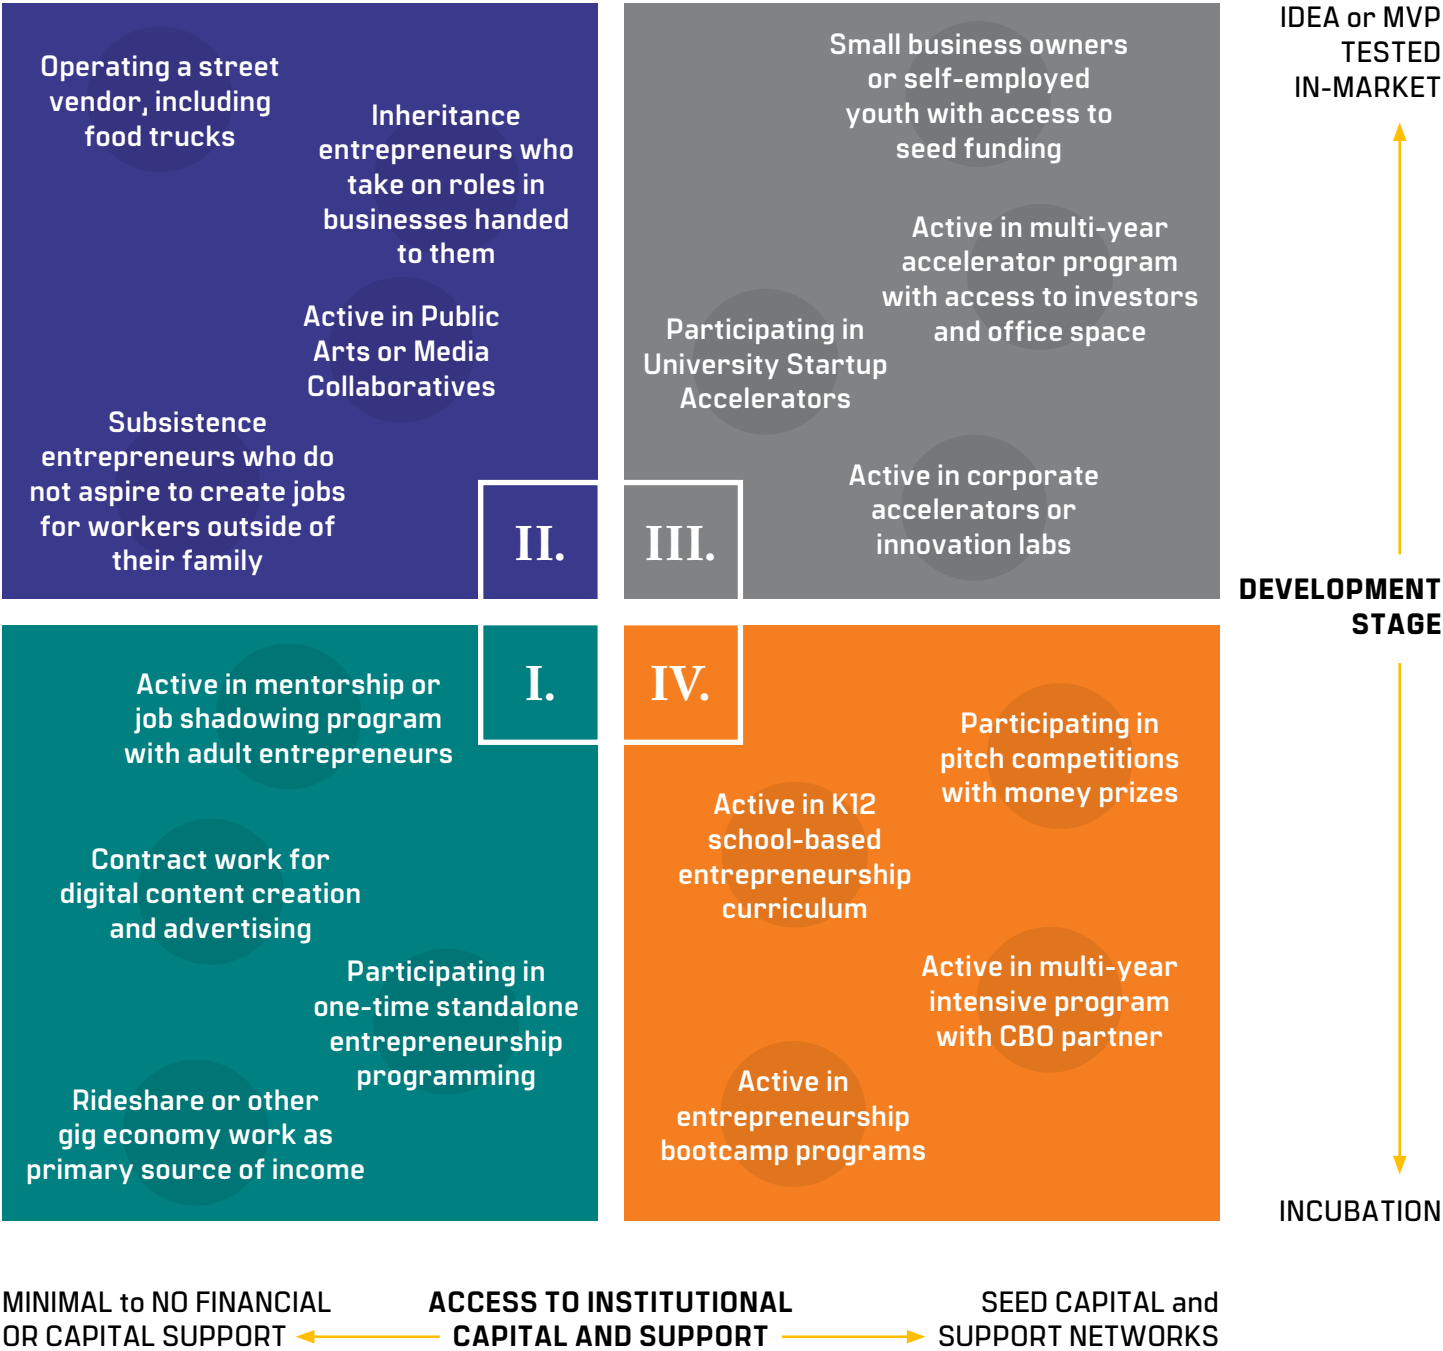 Operating a street
vendor, including
food trucks
Inheritance
entrepreneurs who
take on roles in
businesses handed
to them
Active in Public
Arts or Media
Collaboratives
Subsistence
entrepreneurs who do
not aspire to create jobs
for workers outside of
their family
II.
Small business owners
or self-employed
youth with access to
seed funding
Active in multi-year
accelerator program
with access to investors
and office space
Participating in
University Startup
Accelerators
Active in corporate
accelerators or
innovation labs
III.
IDEA or MVP
TESTED
IN-MARKET
DEVELOPMENT
STAGE
INCUBATION
I.
Active in mentorship or
job shadowing program
with adult entrepreneurs
Contract work for
digital content creation
and advertising
Participating in
one-time standalone
entrepreneurship
programming
Rideshare or other
gig economy work as
primary source of income
IV.
Participating in
pitch competitions
with money prizes
Active in K12
school-based
entrepreneurship
curriculum
Active in multi-year
intensive program
with CBO partner
Active in
entrepreneurship
bootcamp programs
MINIMAL to NO FINANCIAL
OR CAPITAL SUPPORT
ACCESS TO INSTITUTIONAL
CAPITAL AND SUPPORT
SEED CAPITAL and
SUPPORT NETWORKS